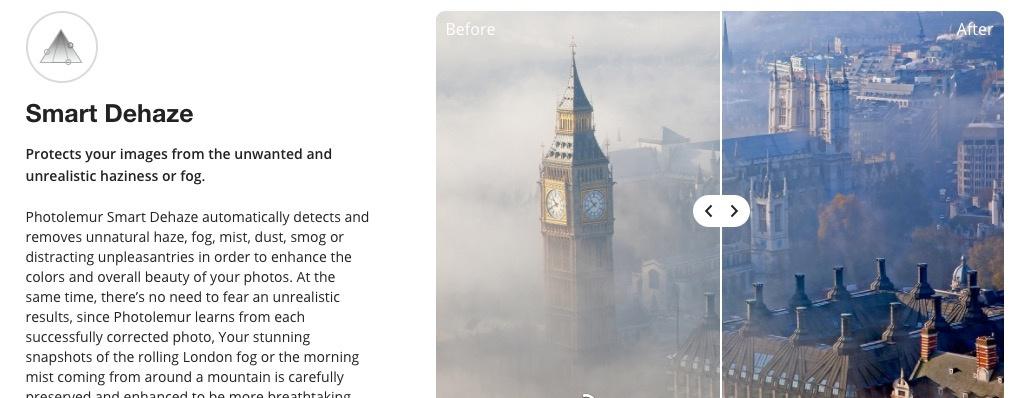 Before
After
Smart Dehaze
Protects your images from the unwanted and
unrealistic haziness or fog.
Photolemur Smart Dehaze automatically detects and
removes unnatural haze, fog, mist, dust, smog or
distracting unpleasantries in order to enhance the
colors and overall beauty of your photos. At the
same time, there’s no need to fear an unrealistic
results, since Photolemur learns from each
successfully corrected photo, Your stunning
snapshots of the rolling London fog or the morning
mist coming from around a mountain is carefully
preserved and enhanced to be more breathtaking